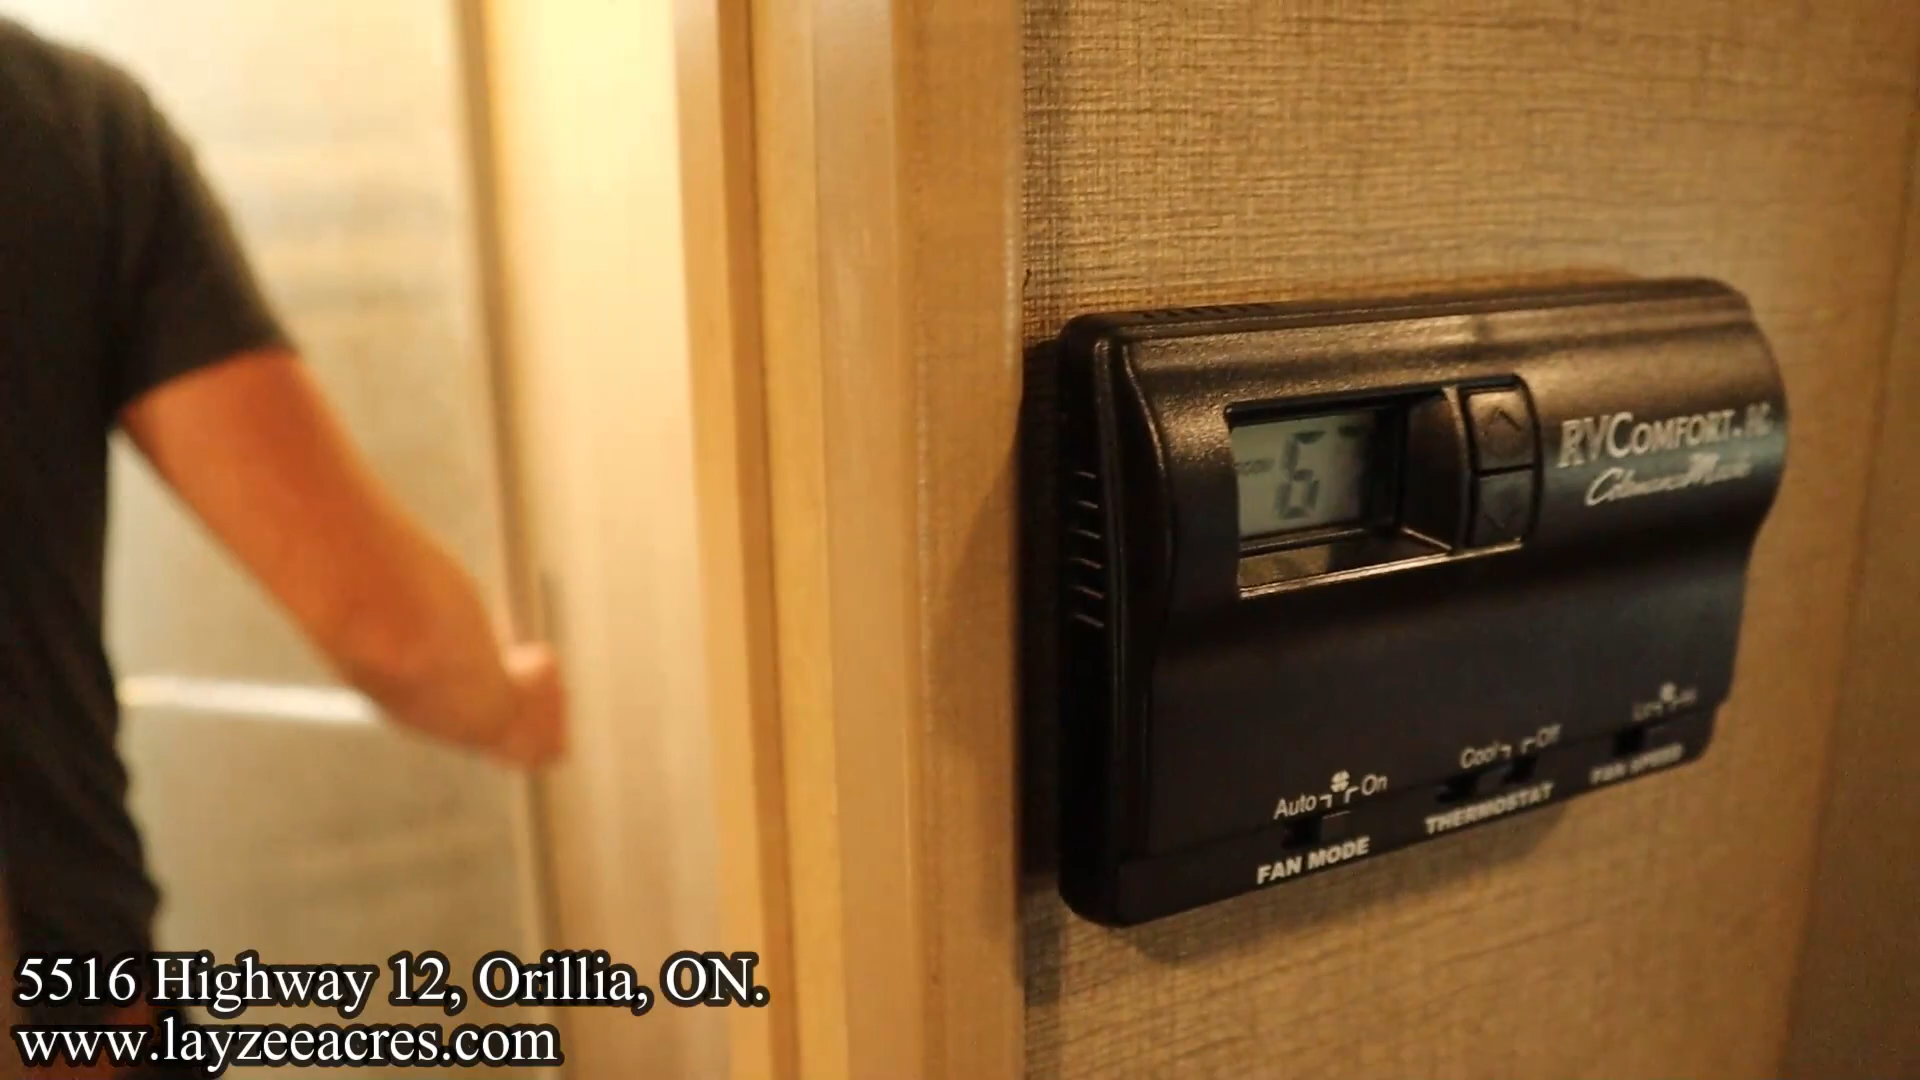 RVCOMFORT.
6
Auto On
Cool Off
FAN MODE
THERMOSTAT
FAN SPEED
5516 Highway 12, Orillia, ON.
www.layzeeacres.com